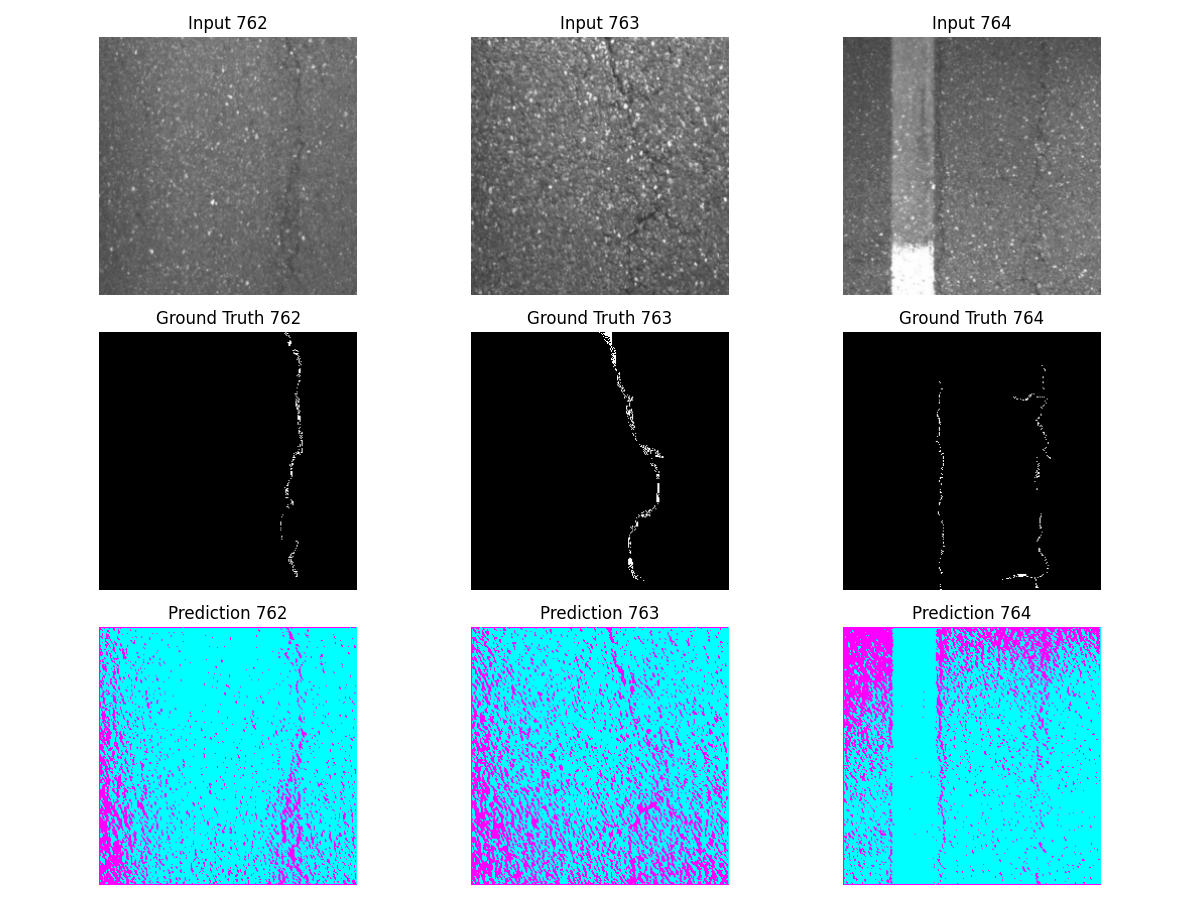 Input 762
Input 763
Input 764
Ground Truth 762
Ground Truth 763
Ground Truth 764
Prediction 762
Prediction 763
Prediction 764